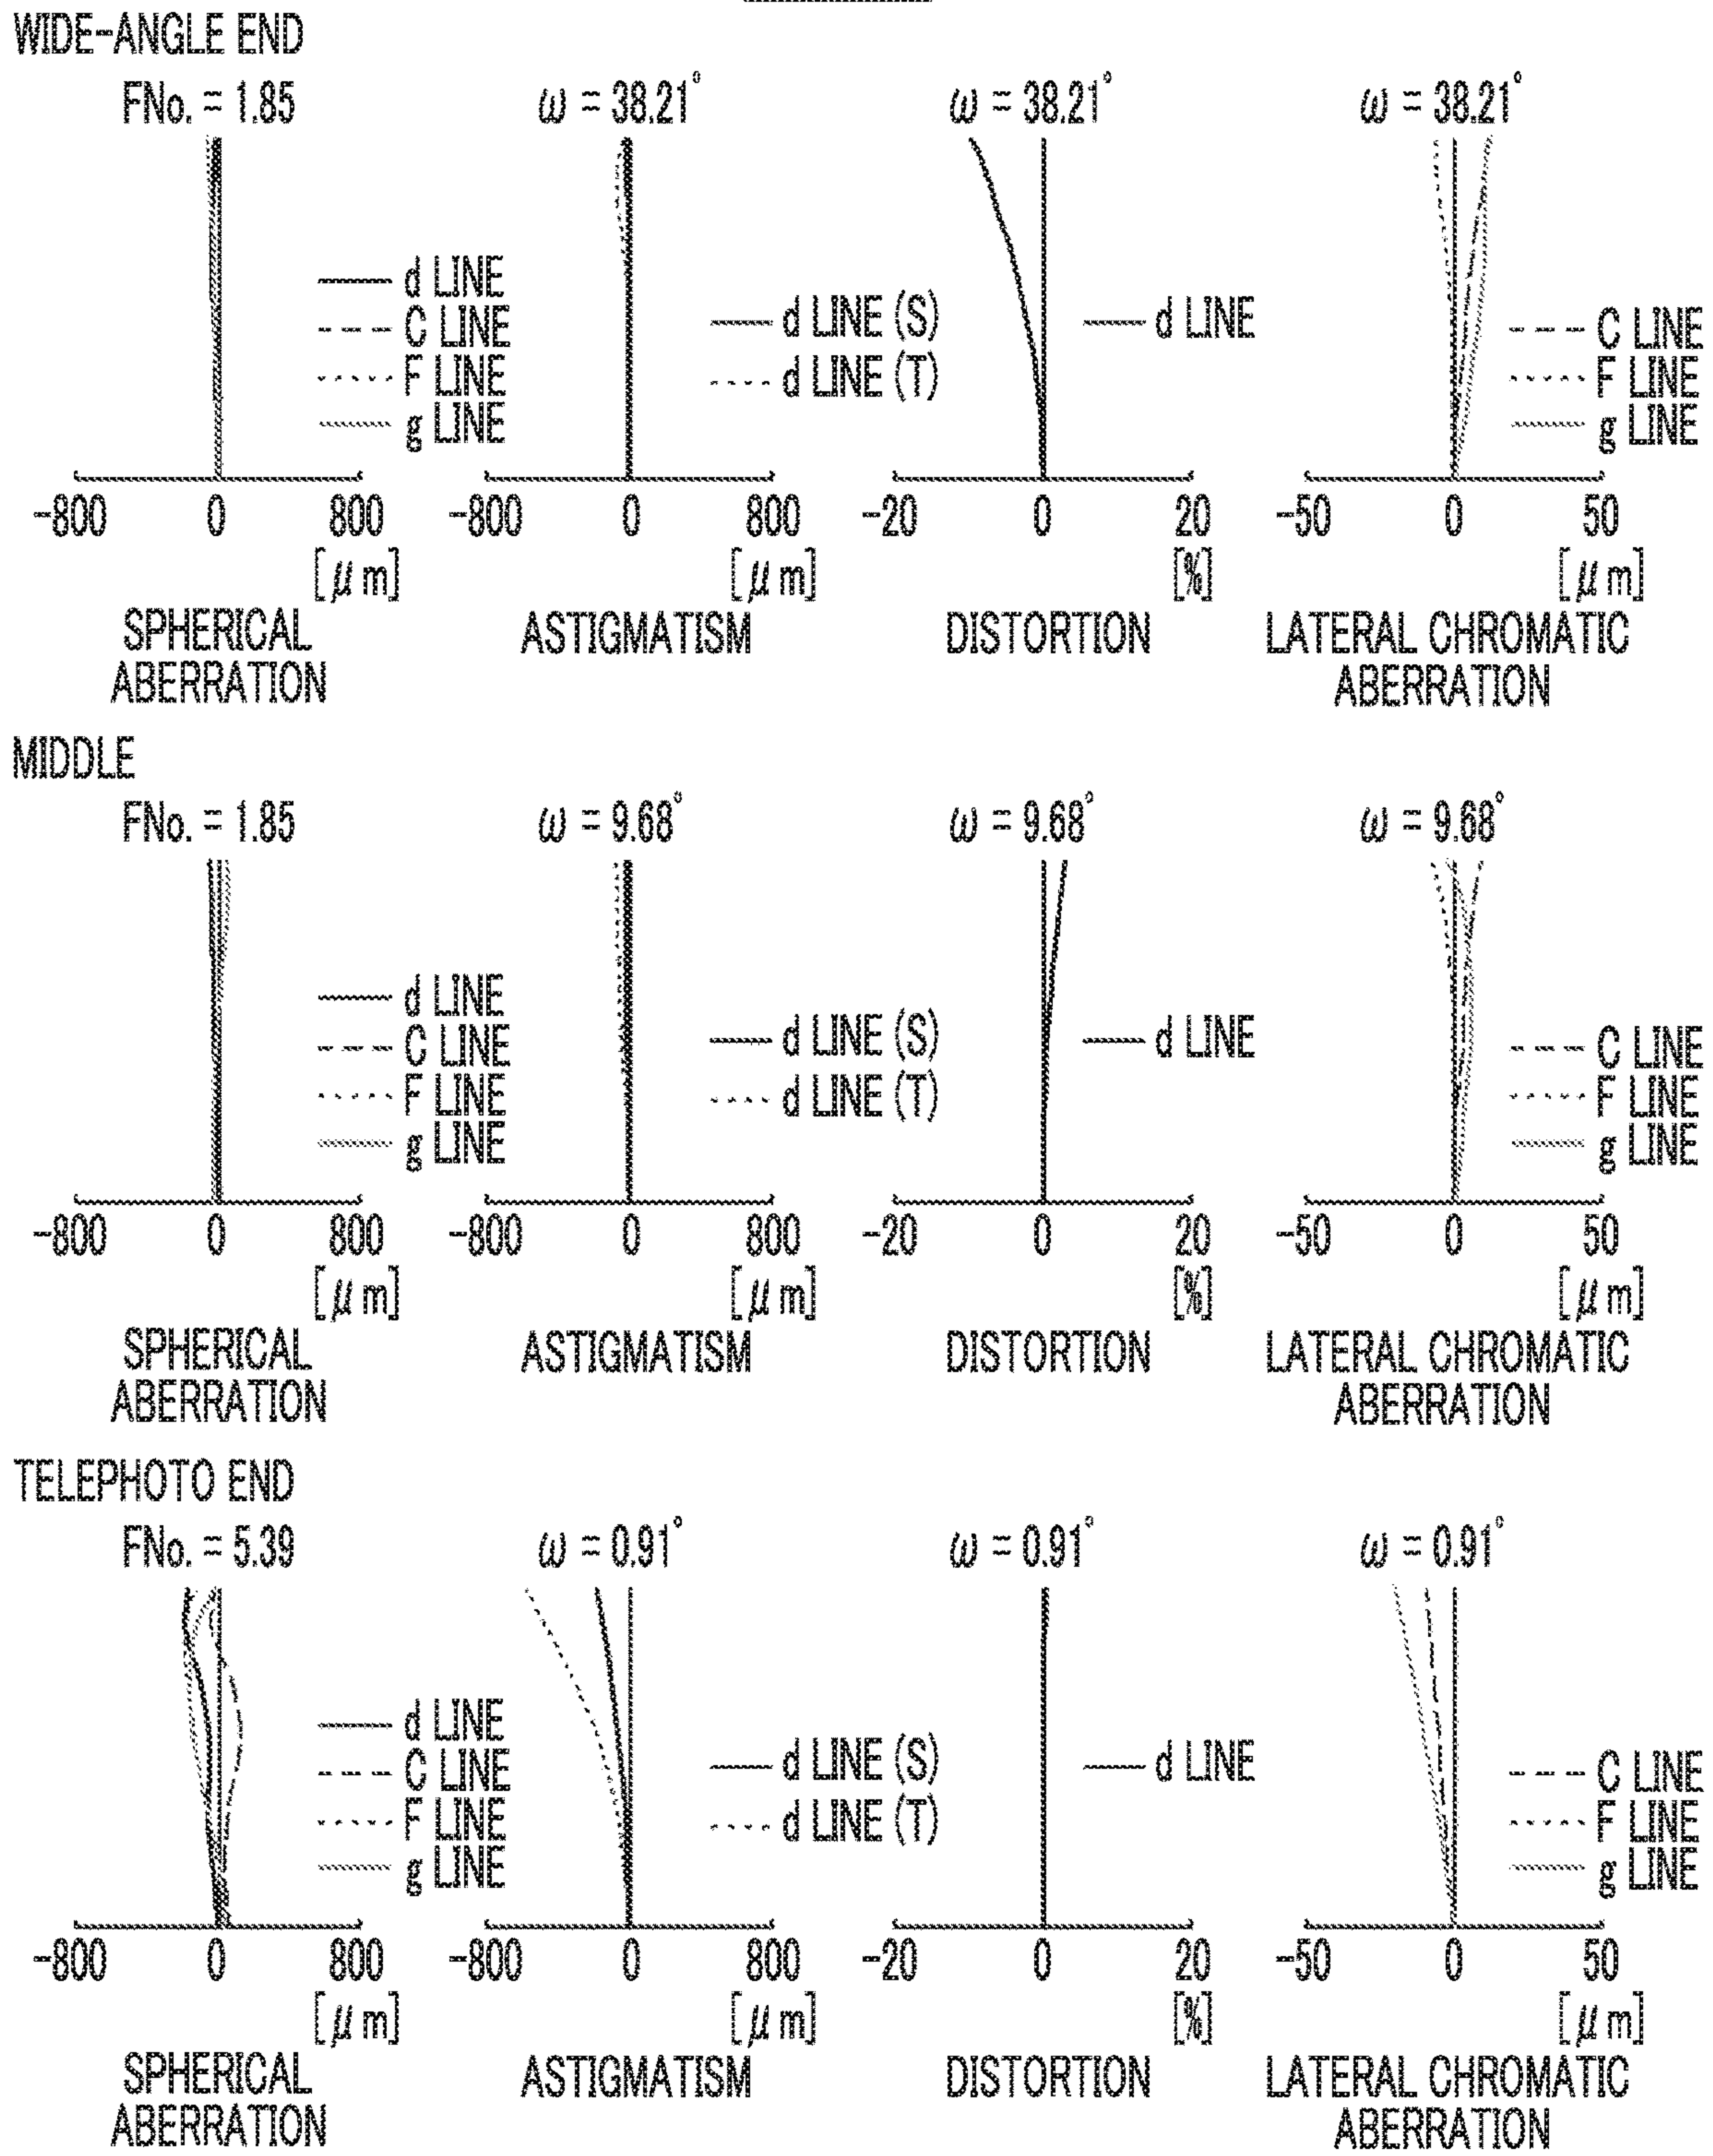 WIDE-ANGLE END
FNo. = 1.85
ω = 38.21°
ω = 38.21°
ω = 38.21°
d LINE
C LINE
F LINE
g LINE
d LINE (S)
d LINE (T)
d LINE
C LINE
F LINE
g LINE
-800 0 800
[μm]
-800 0 800
[μm]
-20 0 20
[%]
-50 0 50
[μm]
SPHERICAL
ABERRATION
ASTIGMATISM
DISTORTION
LATERAL CHROMATIC
ABERRATION
MIDDLE
FNo. = 1.85
ω = 9.68°
ω = 9.68°
ω = 9.68°
d LINE
C LINE
F LINE
g LINE
d LINE (S)
d LINE (T)
d LINE
C LINE
F LINE
g LINE
-800 0 800
[μm]
-800 0 800
[μm]
-20 0 20
[%]
-50 0 50
[μm]
SPHERICAL
ABERRATION
ASTIGMATISM
DISTORTION
LATERAL CHROMATIC
ABERRATION
TELEPHOTO END
FNo. = 5.39
ω = 0.91°
ω = 0.91°
ω = 0.91°
d LINE
C LINE
F LINE
g LINE
d LINE (S)
d LINE (T)
d LINE
C LINE
F LINE
g LINE
-800 0 800
[μm]
-800 0 800
[μm]
-20 0 20
[%]
-50 0 50
[μm]
SPHERICAL
ABERRATION
ASTIGMATISM
DISTORTION
LATERAL CHROMATIC
ABERRATION